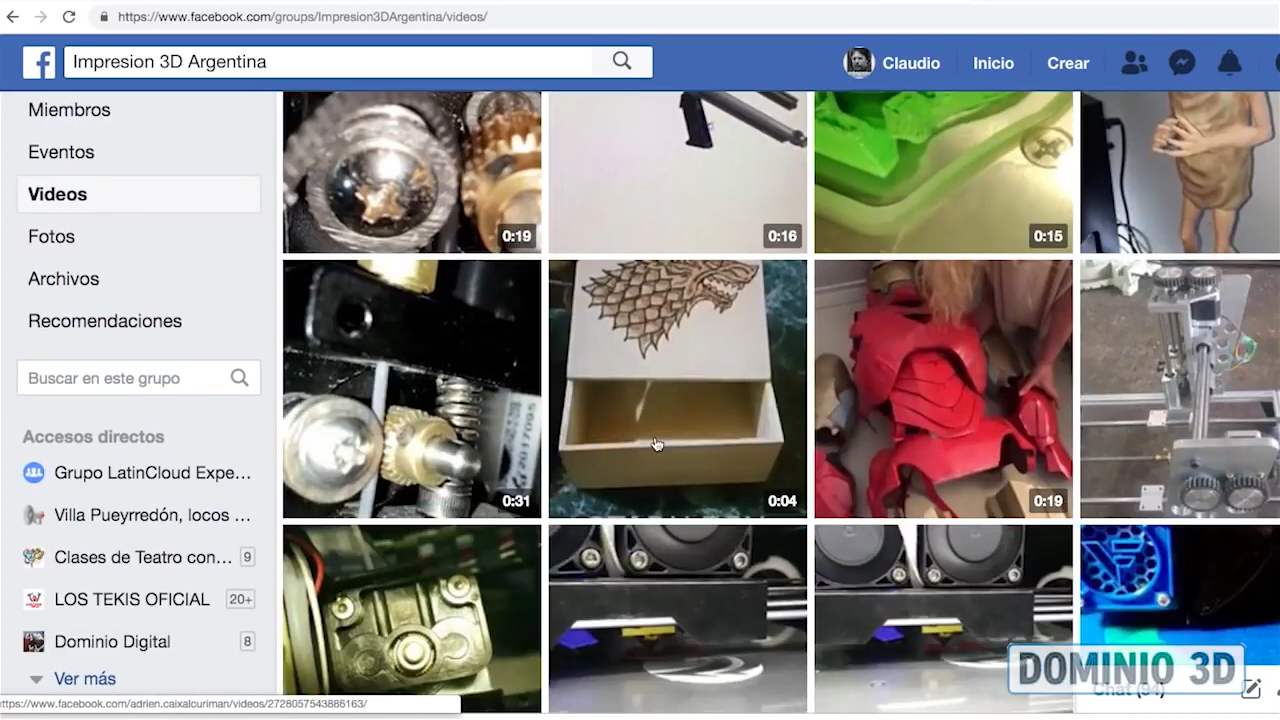 https://www.facebook.com/groups/Impresion3DArgentina/videos/
Impresion 3D Argentina
Claudio
Inicio
Crear
Miembros
Eventos
Videos
Fotos
Archivos
Recomendaciones
Buscar en este grupo
Accesos directos
Grupo LatinCloud Expe...
Villa Pueyrredón, locos ...
Clases de Teatro con... 9
LOS TEKIS OFICIAL 20+
Dominio Digital 8
Ver más
0:19
0:16
0:15
0:31
0:04
0:19
DOMINIO 3D
Chat (94)
https://www.facebook.com/adrien.caixalcuriman/videos/2728057543886163/